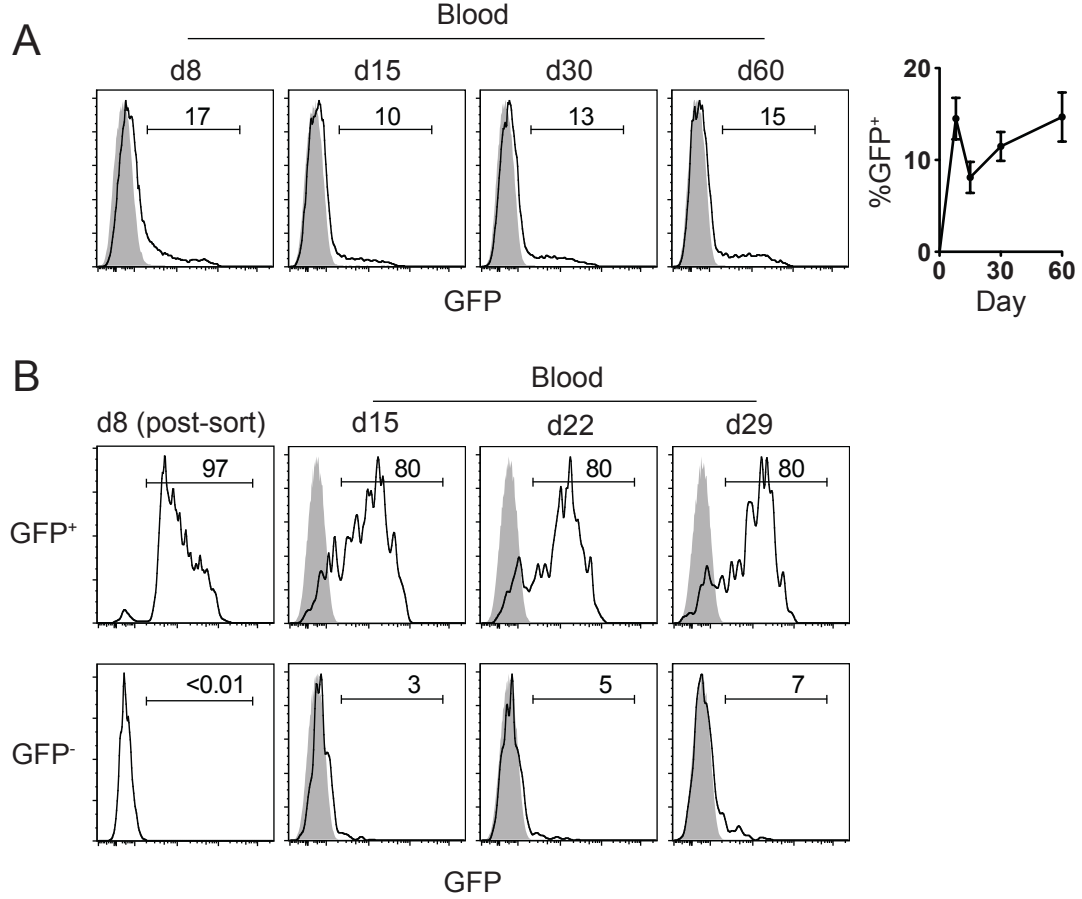 A
Blood
d8 d15 d30 d60
17 10 13 15
GFP
20
10
0
%GFP+
0 30 60
Day
B
Blood
d8 (post-sort) d15 d22 d29
GFP+
97 80 80 80
GFP-
<0.01 3 5 7
GFP